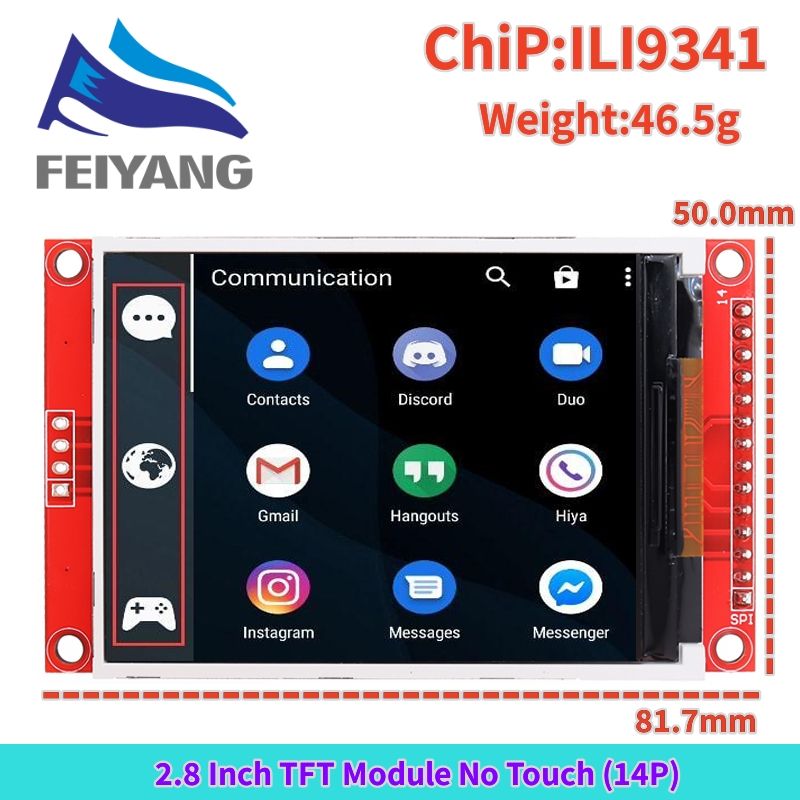 ChiP:ILI9341
Weight:46.5g
FEIYANG
50.0mm
Communication
14
Contacts
Discord
Duo
Gmail
Hangouts
Hiya
Instagram
Messages
Messenger
SPI
81.7mm
2.8 Inch TFT Module No Touch (14P)